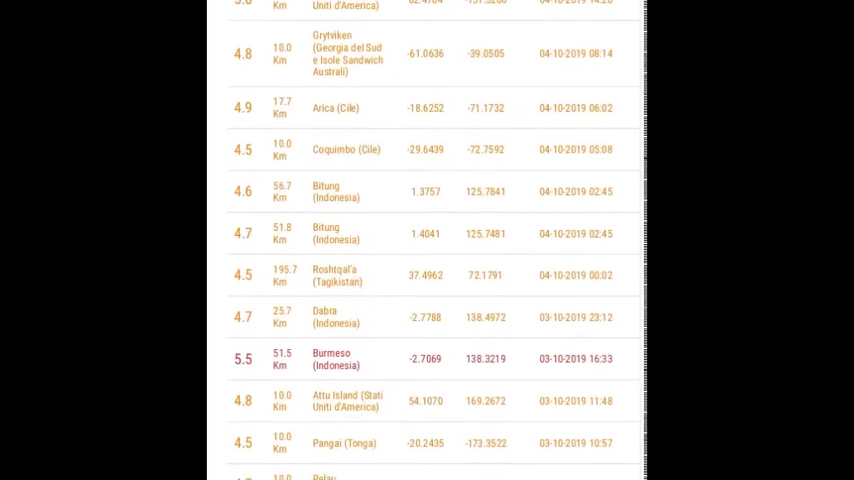 Uniti d'America)
4.8 10.0 Km Grytviken (Georgia del Sud e Isole Sandwich Australi) -61.0636 -39.0505 04-10-2019 08:14
4.9 17.7 Km Arica (Cile) -18.6252 -71.1732 04-10-2019 06:02
4.5 10.0 Km Coquimbo (Cile) -29.6439 -72.7592 04-10-2019 05:08
4.6 56.7 Km Bitung (Indonesia) 1.3757 125.7841 04-10-2019 02:45
4.7 51.8 Km Bitung (Indonesia) 1.4041 125.7481 04-10-2019 02:45
4.5 195.7 Km Roshtqal'a (Tagikistan) 37.4962 72.1791 04-10-2019 00:02
4.7 25.7 Km Dabra (Indonesia) -2.7788 138.4972 03-10-2019 23:12
5.5 51.5 Km Burmeso (Indonesia) -2.7069 138.3219 03-10-2019 16:33
4.8 10.0 Km Attu Island (Stati Uniti d'America) 54.1070 169.2672 03-10-2019 11:48
4.5 10.0 Km Pangai (Tonga) -20.2435 -173.3522 03-10-2019 10:57